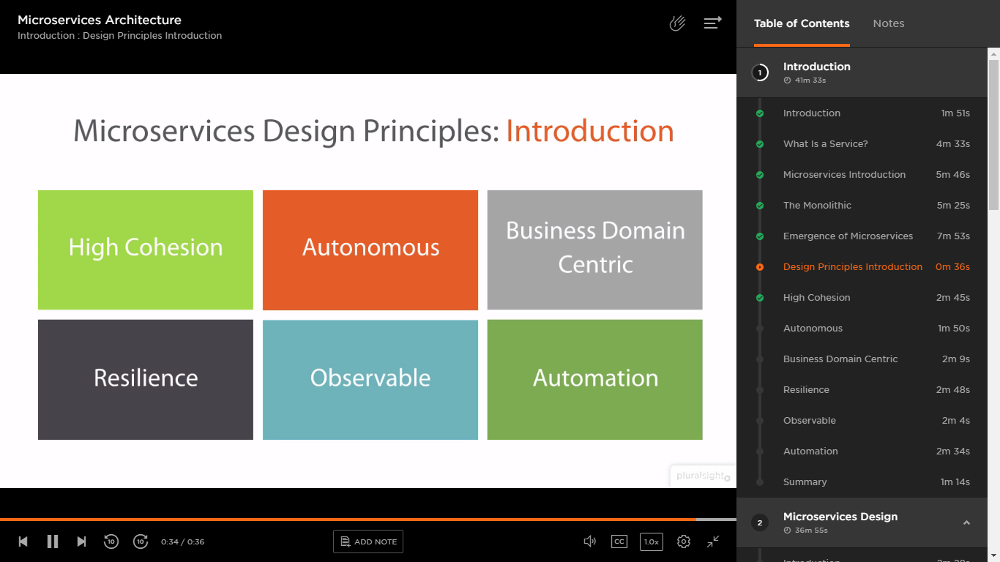 Microservices Architecture
Introduction : Design Principles Introduction
Microservices Design Principles: Introduction
High Cohesion
Autonomous
Business Domain
Centric
Resilience
Observable
Automation
pluralsight
10
10
0:34 / 0:36
ADD NOTE
CC
1.0x
Table of Contents
Notes
1
Introduction
41m 33s
Introduction 1m 51s
What Is a Service? 4m 33s
Microservices Introduction 5m 46s
The Monolithic 5m 25s
Emergence of Microservices 7m 53s
Design Principles Introduction 0m 36s
High Cohesion 2m 45s
Autonomous 1m 50s
Business Domain Centric 2m 9s
Resilience 2m 48s
Observable 2m 4s
Automation 2m 34s
Summary 1m 14s
2
Microservices Design
36m 55s